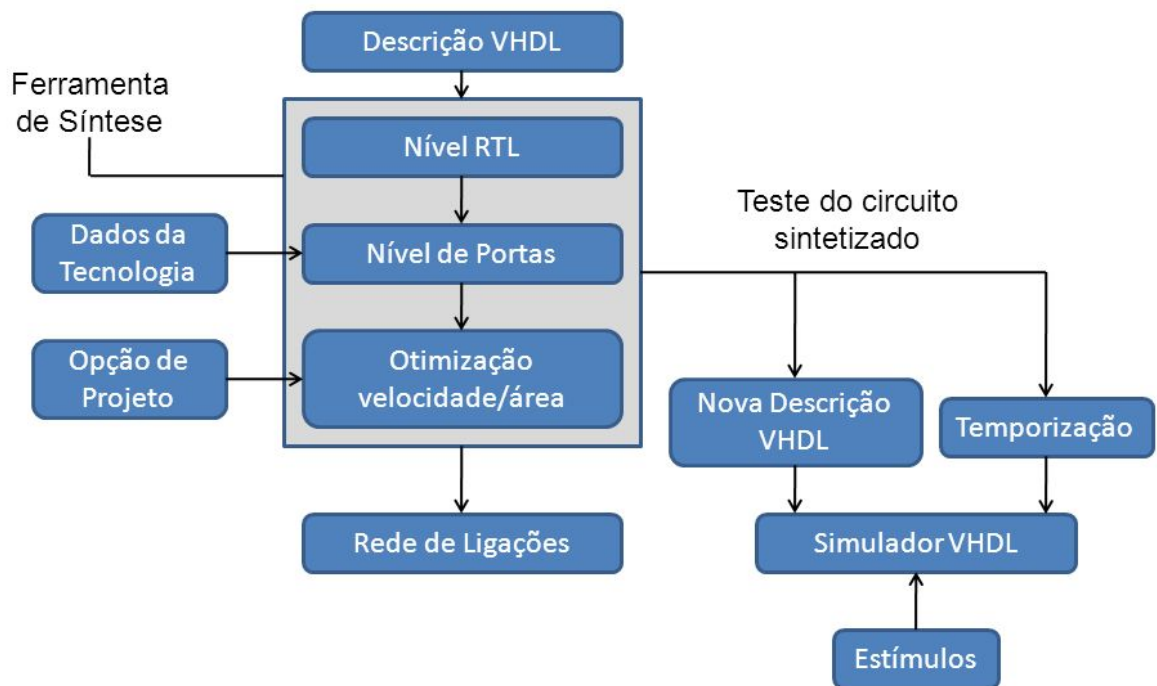 Descrição VHDL
Ferramenta
de Síntese
Nível RTL
Dados da
Tecnologia
Nível de Portas
Teste do circuito
sintetizado
Opção de
Projeto
Otimização
velocidade/área
Nova Descrição
VHDL
Temporização
Rede de Ligações
Simulador VHDL
Estímulos